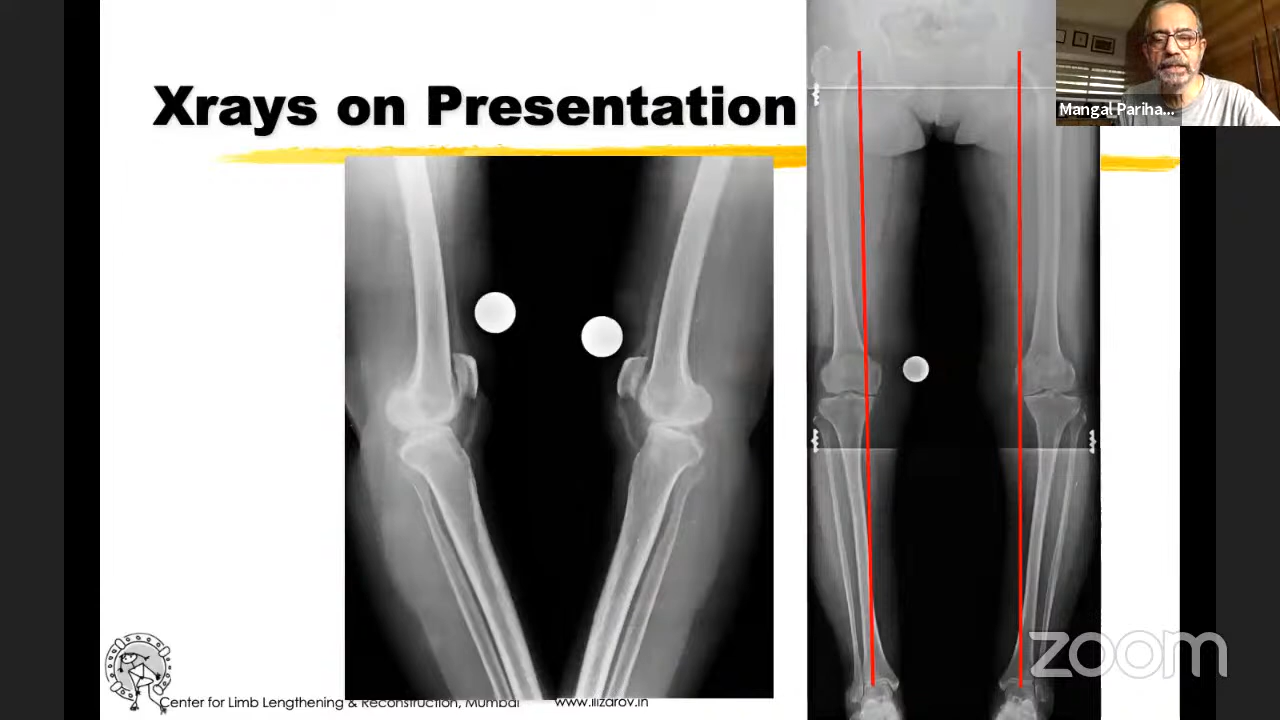 Xrays on Presentation
Mangal Pariha...
zoom
Center for Limb Lengthening & Reconstruction, Mumbai
www.ilizarov.in